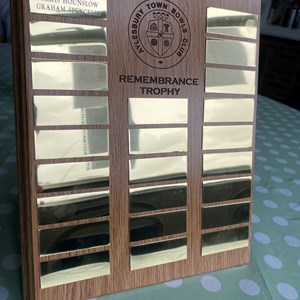 HOUNSLOW
GRAHAM SPENCELEY
AYLESBURY TOWN BOWLS CLUB
REMEMBRANCE
TROPHY